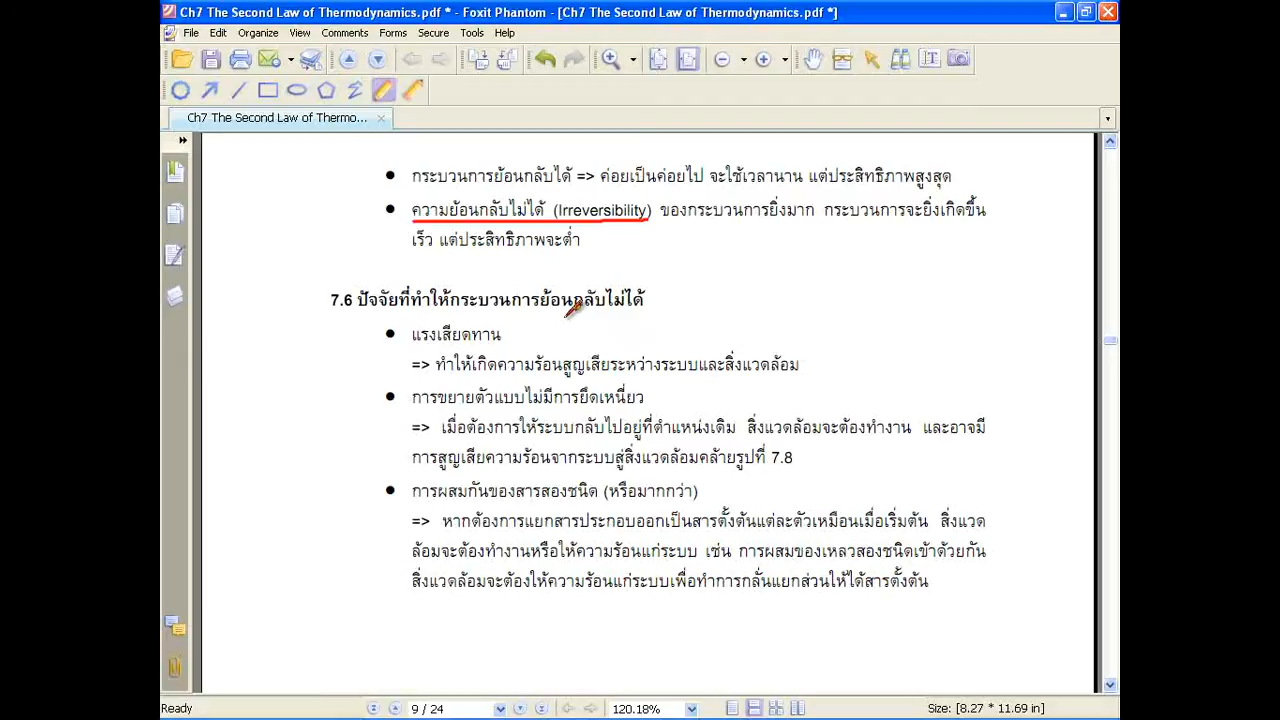 Ch7 The Second Law of Thermodynamics.pdf * - Foxit Phantom - [Ch7 The Second Law of Thermodynamics.pdf *]
File Edit Organize View Comments Forms Secure Tools Help
Ch7 The Second Law of Thermo...
กระบวนการย้อนกลับได้ => ค่อยเป็นค่อยไป จะใช้เวลานาน แต่ประสิทธิภาพสูงสุด
ความย้อนกลับไม่ได้ (Irreversibility) ของกระบวนการยิ่งมาก กระบวนการจะยิ่งเกิดขึ้น
เร็ว แต่ประสิทธิภาพจะต่ำ
7.6 ปัจจัยที่ทำให้กระบวนการย้อนกลับไม่ได้
แรงเสียดทาน
=> ทำให้เกิดความร้อนสูญเสียระหว่างระบบและสิ่งแวดล้อม
การขยายตัวแบบไม่มีการยึดเหนี่ยว
=> เมื่อต้องการให้ระบบกลับไปอยู่ที่ตำแหน่งเดิม สิ่งแวดล้อมจะต้องทำงาน และอาจมี
การสูญเสียความร้อนจากระบบสู่สิ่งแวดล้อมคล้ายรูปที่ 7.8
การผสมกันของสารสองชนิด (หรือมากกว่า)
=> หากต้องการแยกสารประกอบออกเป็นสารตั้งต้นแต่ละตัวเหมือนเมื่อเริ่มต้น สิ่งแวด
ล้อมจะต้องทำงานหรือให้ความร้อนแก่ระบบ เช่น การผสมของเหลวสองชนิดเข้าด้วยกัน
สิ่งแวดล้อมจะต้องให้ความร้อนแก่ระบบเพื่อทำการกลั่นแยกส่วนให้ได้สารตั้งต้น
Ready 9 / 24 120.18% Size: [8.27 * 11.69 in]